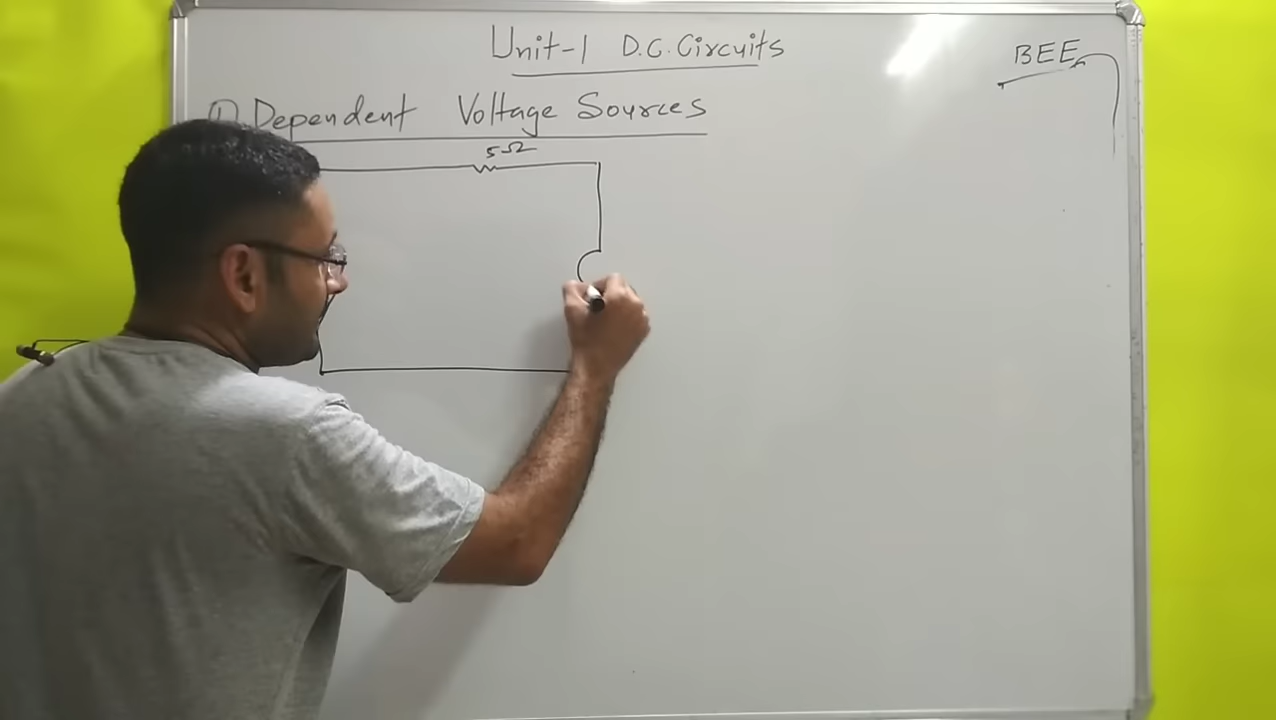 Unit-1 D.C. Circuits
BEE
1) Dependent Voltage Sources
5Ω